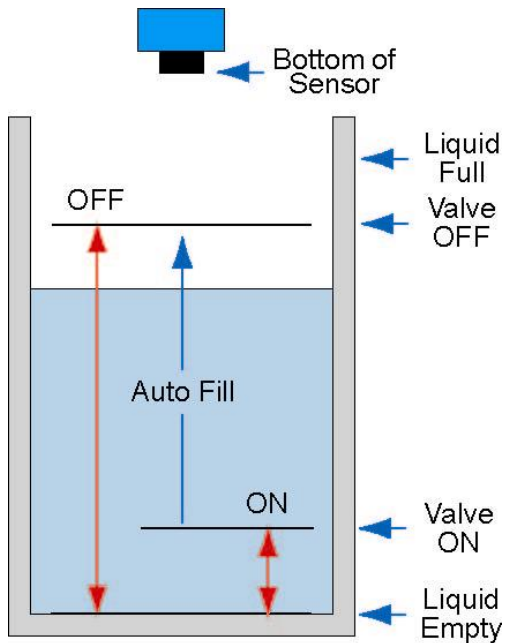 Bottom of
Sensor
Liquid
Full
OFF
Valve
OFF
Auto Fill
ON
Valve
ON
Liquid
Empty